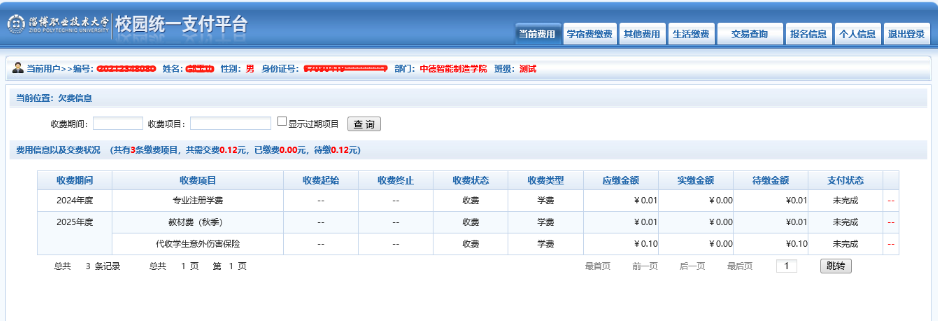 淄博职业技术大学 校园统一支付平台
ZIBO POLYTECHNIC UNIVERSITY
当前费用 学宿费缴费 其他费用 生活缴费 交易查询 报名信息 个人信息 退出登录
当前用户>>编号: 姓名: 性别: 男 身份证号: 部门: 中德智能制造学院 班级: 测试
当前位置: 欠费信息
收费期间: 收费项目: 显示过期项目 查 询
费用信息以及交费状况 (共有3条缴费项目, 共需交费0.12元, 已缴费0.00元, 待缴0.12元)
收费期间 收费项目 收费起始 收费终止 收费状态 收费类型 应缴金额 实缴金额 待缴金额 支付状态
2024年度 专业注册学费 -- -- 收费 学费 ¥ 0.01 ¥ 0.00 ¥0.01 未完成 --
2025年度 教材费（秋季） -- -- 收费 学费 ¥ 0.01 ¥ 0.00 ¥0.01 未完成 --
代收学生意外伤害保险 -- -- 收费 学费 ¥ 0.10 ¥ 0.00 ¥0.10 未完成 --
总共 3 条记录 总共 1 页 第 1 页 最首页 前一页 后一页 最后页 1 跳转